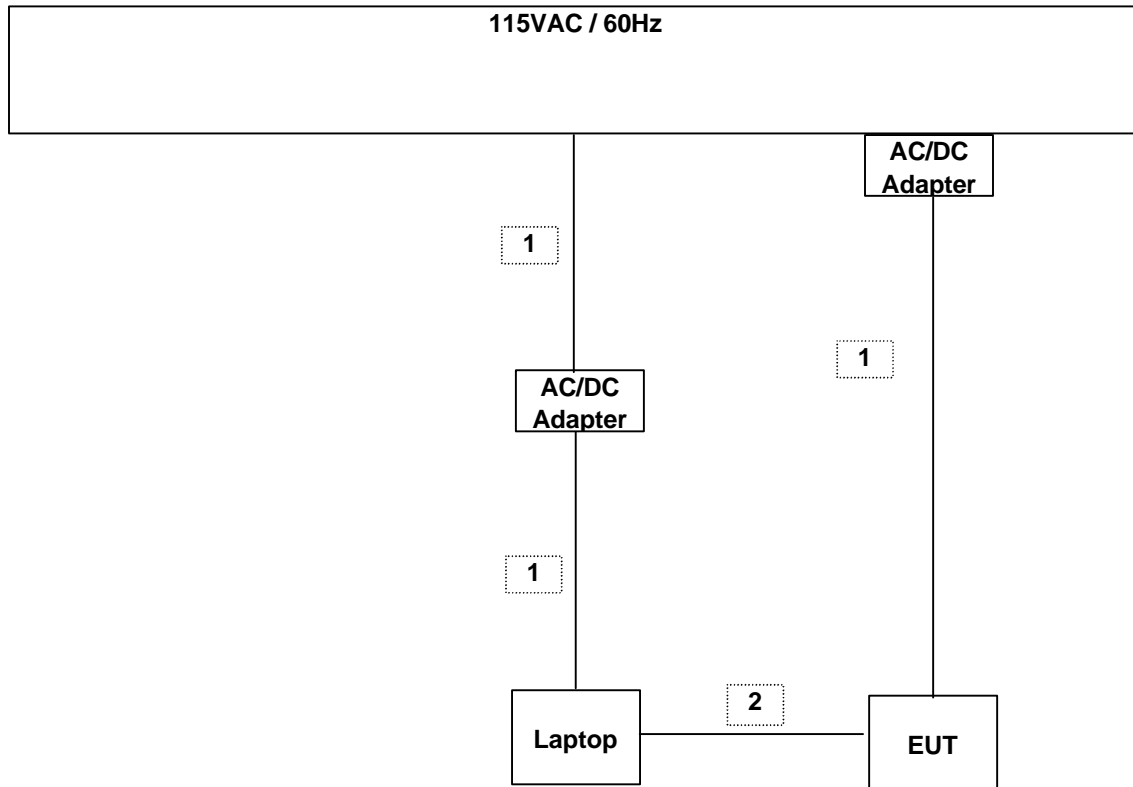 115VAC / 60Hz
AC/DC
Adapter
1
1
AC/DC
Adapter
1
2
Laptop
EUT